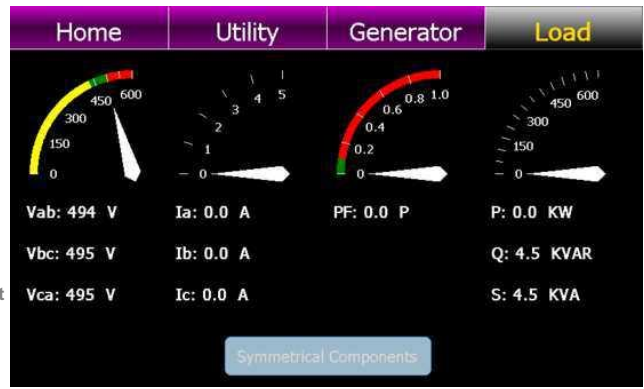 Home Utility Generator Load
0 150 300 450 600
0 1 2 3 4 5
0 0.2 0.4 0.6 0.8 1.0
0 150 300 450 600
Vab: 494 V Ia: 0.0 A PF: 0.0 P P: 0.0 KW
Vbc: 495 V Ib: 0.0 A Q: 4.5 KVAR
t
Vca: 495 V Ic: 0.0 A S: 4.5 KVA
Symmetrical Components